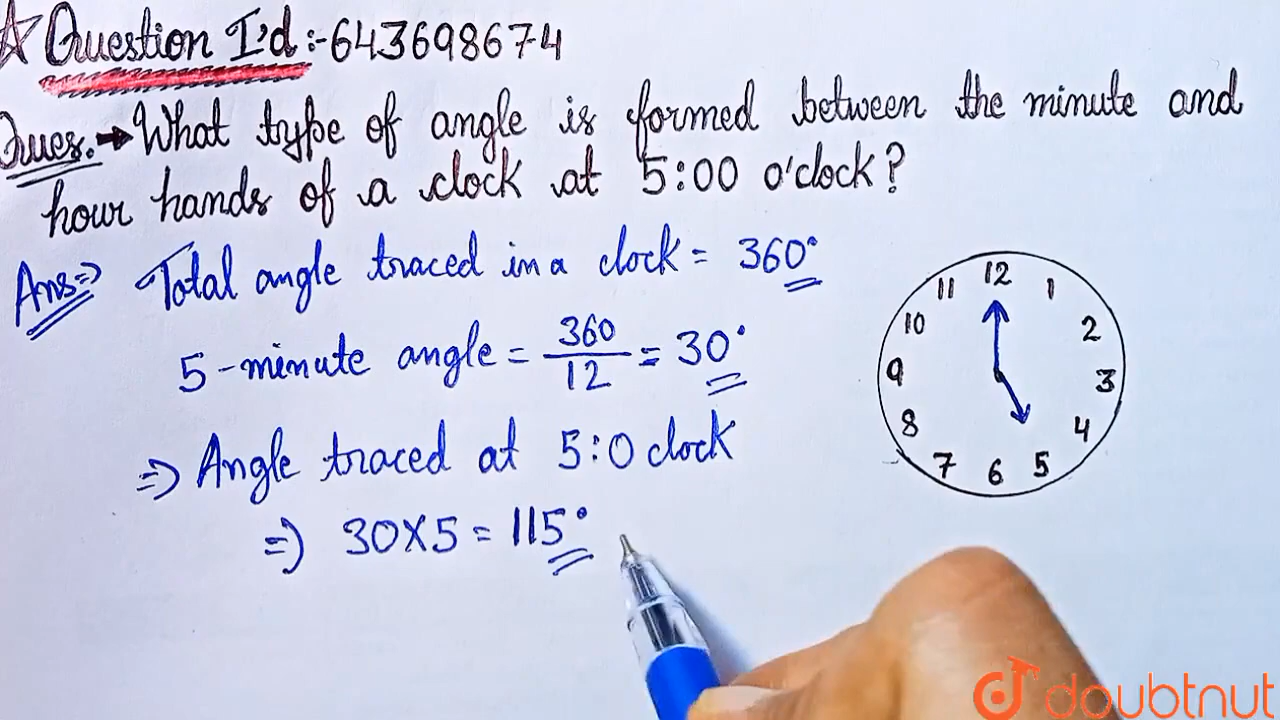 Question I'd :- 643698674
Ques. → What type of angle is formed between the minute and
hour hands of a clock at 5:00 o'clock?
Ans ⇒ Total angle traced in a clock = 360°
5-minute angle = 360/12 = 30°
⇒ Angle traced at 5:0 clock
⇒ 30×5 = 115°
12
11
1
10
2
9
3
8
4
7
6
5
doubtnut